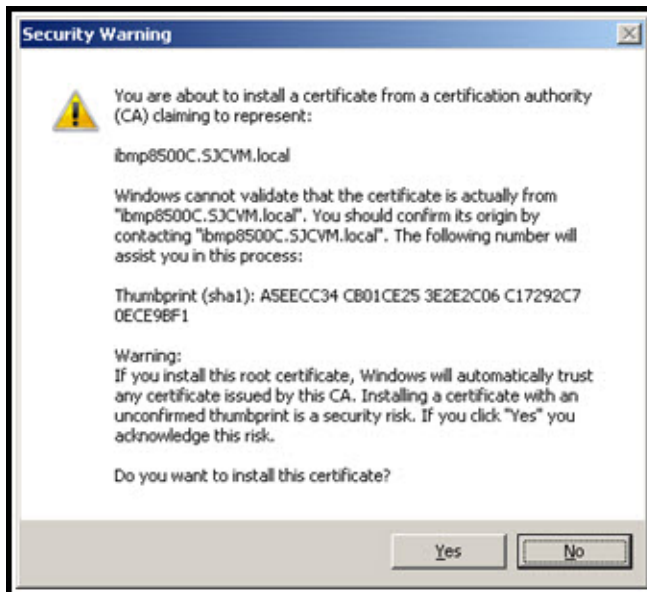 Security Warning
You are about to install a certificate from a certification authority
(CA) claiming to represent:
ibmp8500C.SJCVM.local
Windows cannot validate that the certificate is actually from
"ibmp8500C.SJCVM.local". You should confirm its origin by
contacting "ibmp8500C.SJCVM.local". The following number will
assist you in this process:
Thumbprint (sha1): A5EECC34 CB01CE25 3E2E2C06 C17292C7
0ECE9BF1
Warning:
If you install this root certificate, Windows will automatically trust
any certificate issued by this CA. Installing a certificate with an
unconfirmed thumbprint is a security risk. If you click "Yes" you
acknowledge this risk.
Do you want to install this certificate?
Yes
No